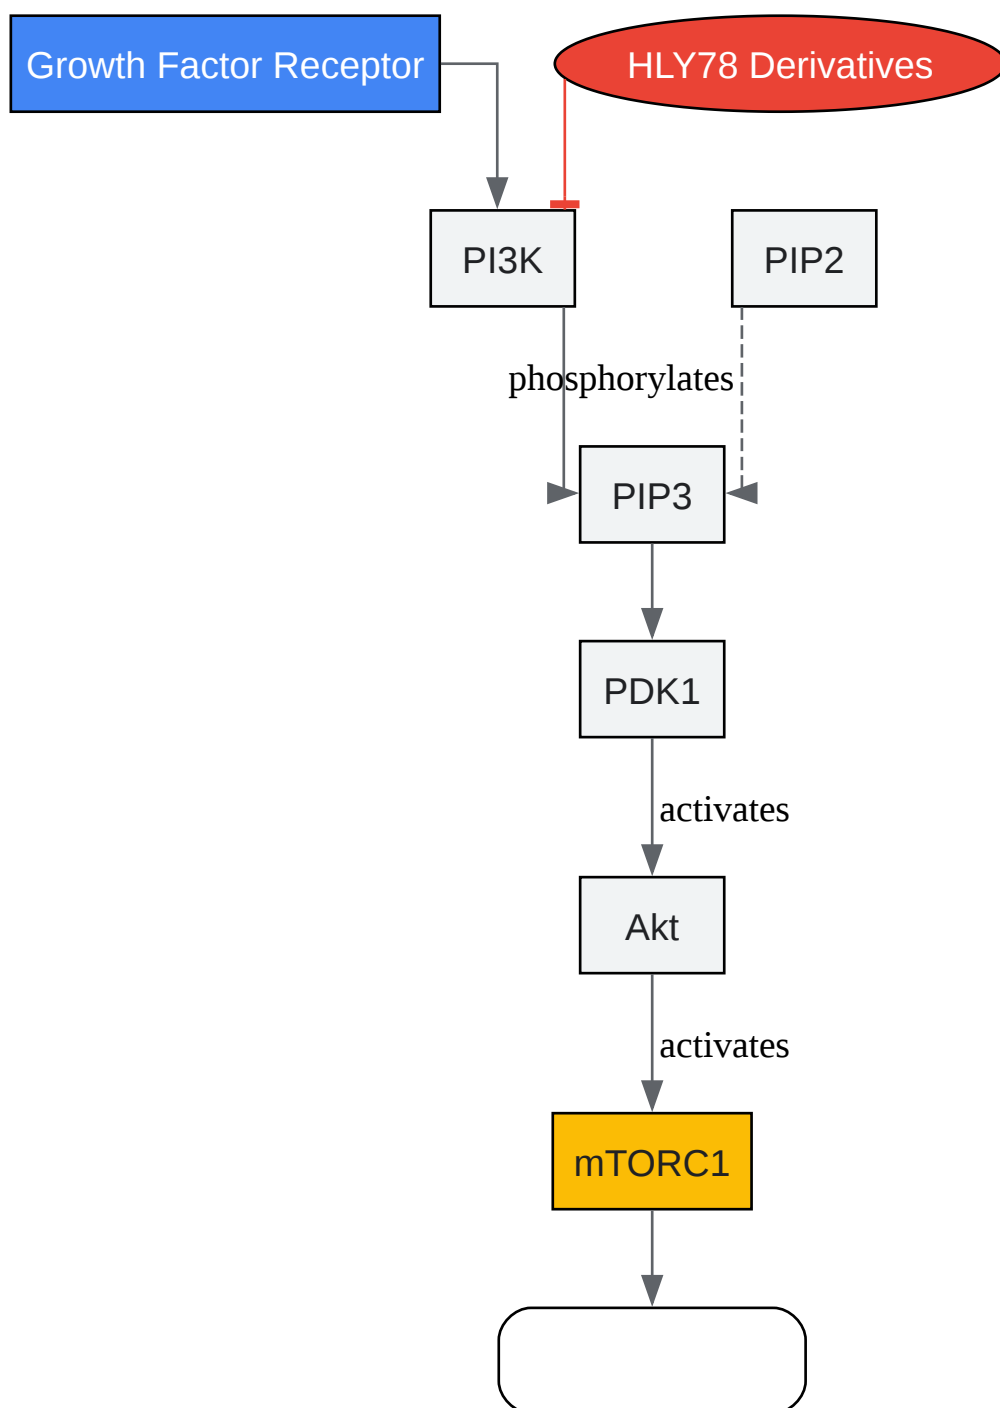 Growth Factor Receptor
HLY78 Derivatives
PI3K
PIP2
phosphorylates
PIP3
PDK1
activates
Akt
activates
mTORC1